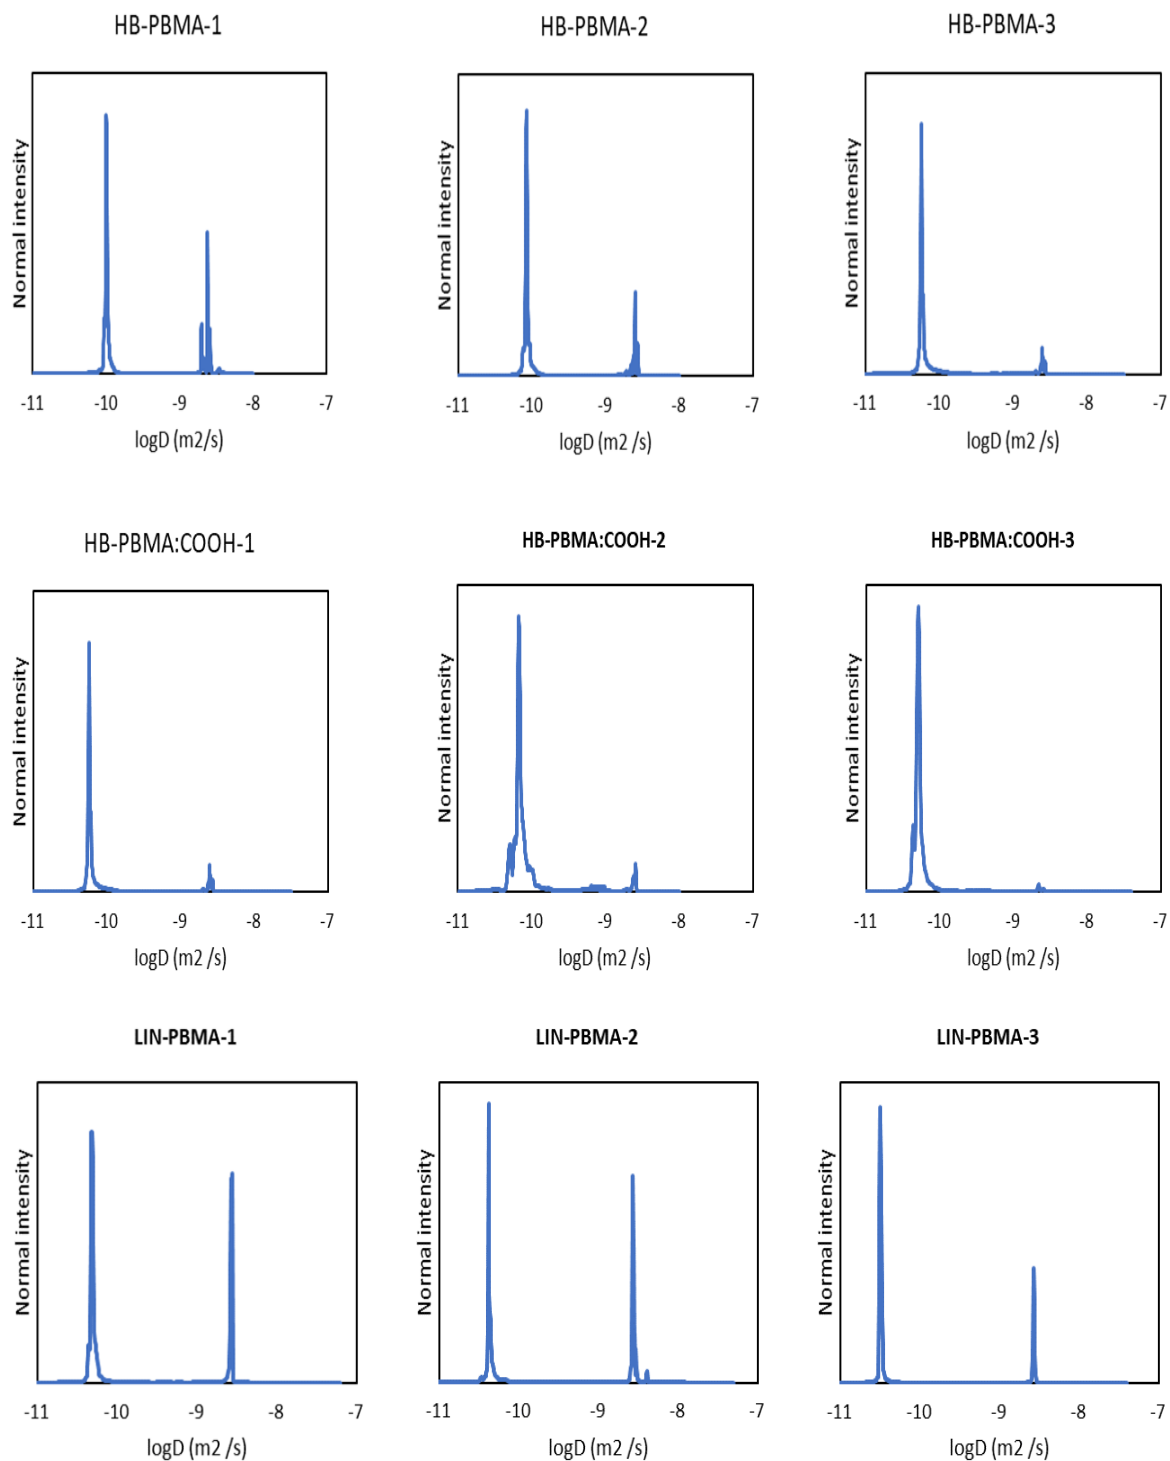 HB-PBMA-1
HB-PBMA-2
HB-PBMA-3
Normal intensity
-11 -10 -9 -8 -7
logD (m2/s)
Normal intensity
-11 -10 -9 -8 -7
logD (m2 /s)
Normal intensity
-11 -10 -9 -8 -7
logD (m2 /s)
HB-PBMA:COOH-1
HB-PBMA:COOH-2
HB-PBMA:COOH-3
Normal intensity
-11 -10 -9 -8 -7
logD (m2 /s)
Normal intensity
-11 -10 -9 -8 -7
logD (m2 /s)
Normal intensity
-11 -10 -9 -8 -7
logD (m2 /s)
LIN-PBMA-1
LIN-PBMA-2
LIN-PBMA-3
Normal intensity
-11 -10 -9 -8 -7
logD (m2 /s)
Normal intensity
-11 -10 -9 -8 -7
logD (m2 /s)
Normal intensity
-11 -10 -9 -8 -7
logD (m2 /s)